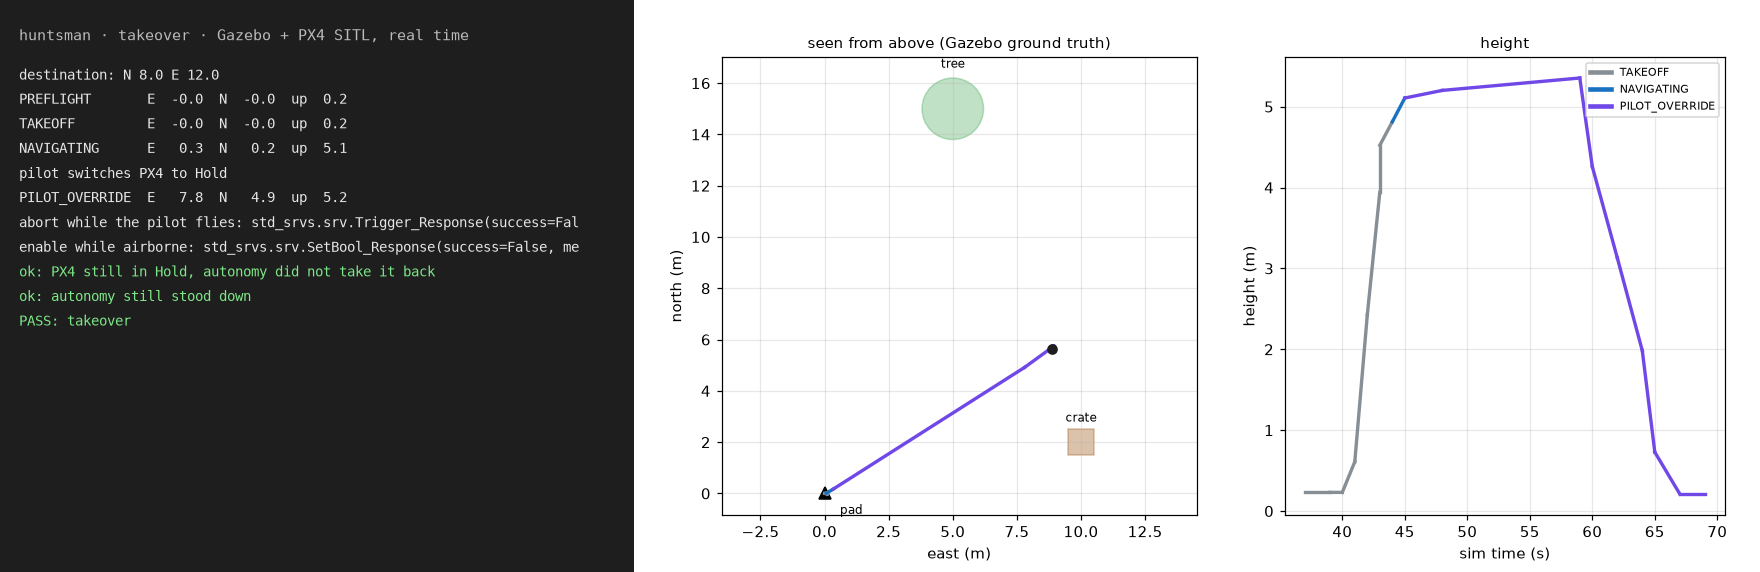 huntsman · takeover · Gazebo + PX4 SITL, real time
destination: N 8.0 E 12.0
PREFLIGHT E -0.0 N -0.0 up 0.2
TAKEOFF E -0.0 N -0.0 up 0.2
NAVIGATING E 0.3 N 0.2 up 5.1
pilot switches PX4 to Hold
PILOT_OVERRIDE E 7.8 N 4.9 up 5.2
abort while the pilot flies: std_srvs.srv.Trigger_Response(success=Fal
enable while airborne: std_srvs.srv.SetBool_Response(success=False, me
ok: PX4 still in Hold, autonomy did not take it back
ok: autonomy still stood down
PASS: takeover
seen from above (Gazebo ground truth)
tree
crate
pad
16
14
12
10
8
6
4
2
0
north (m)
−2.5 0.0 2.5 5.0 7.5 10.0 12.5
east (m)
height
TAKEOFF
NAVIGATING
PILOT_OVERRIDE
5
4
3
2
1
0
height (m)
40 45 50 55 60 65 70
sim time (s)